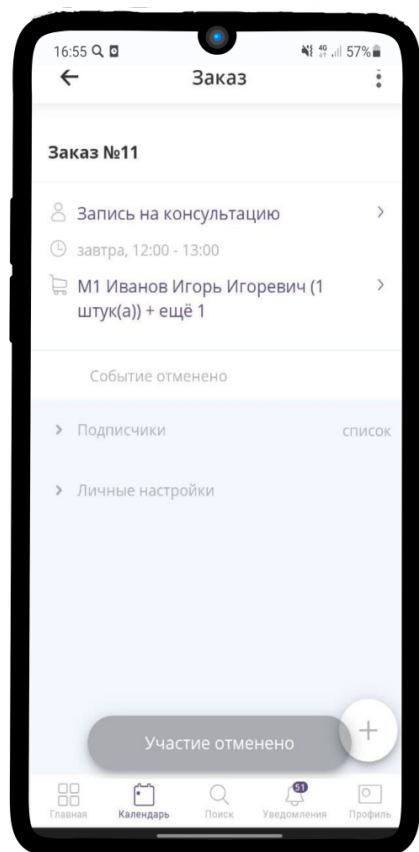 16:55 4G 57%
Заказ
Заказ №11
Запись на консультацию
завтра, 12:00 - 13:00
М1 Иванов Игорь Игоревич (1
штук(а)) + ещё 1
Событие отменено
Подписчики список
Личные настройки
Участие отменено
+
51
Главная Календарь Поиск Уведомления Профиль